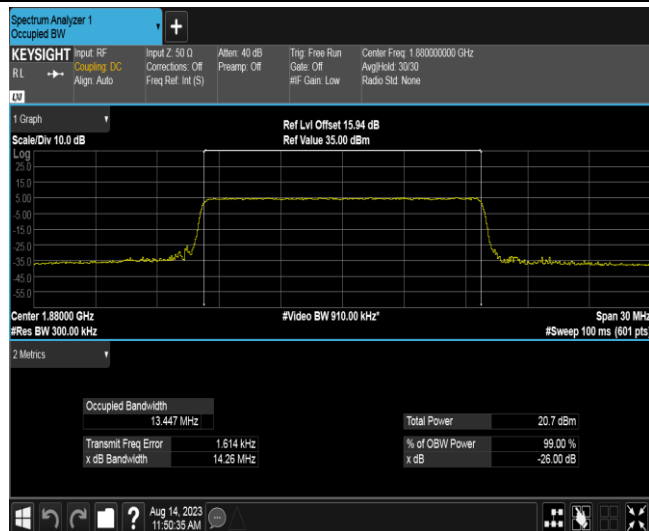 Spectrum Analyzer 1
Occupied BW
+
KEYSIGHT Input: RF Input Z: 50 Ω Atten: 40 dB Trig: Free Run Center Freq: 1.880000000 GHz
RL Coupling: DC Corrections: Off Preamp: Off Gate: Off Avg|Hold: 30/30
Align: Auto Freq Ref: Int (S) #IF Gain: Low Radio Std: None
LXI
1 Graph
Ref Lvl Offset 15.94 dB
Scale/Div 10.0 dB Ref Value 35.00 dBm
Log
25.0
15.0
5.00
-5.00
-15.0
-25.0
-35.0
-45.0
-55.0
Center 1.88000 GHz #Video BW 910.00 kHz* Span 30 MHz
#Res BW 300.00 kHz #Sweep 100 ms (601 pts)
2 Metrics
Occupied Bandwidth
13.447 MHz Total Power 20.7 dBm
Transmit Freq Error 1.614 kHz % of OBW Power 99.00 %
x dB Bandwidth 14.26 MHz x dB -26.00 dB
? Aug 14, 2023
11:50:35 AM